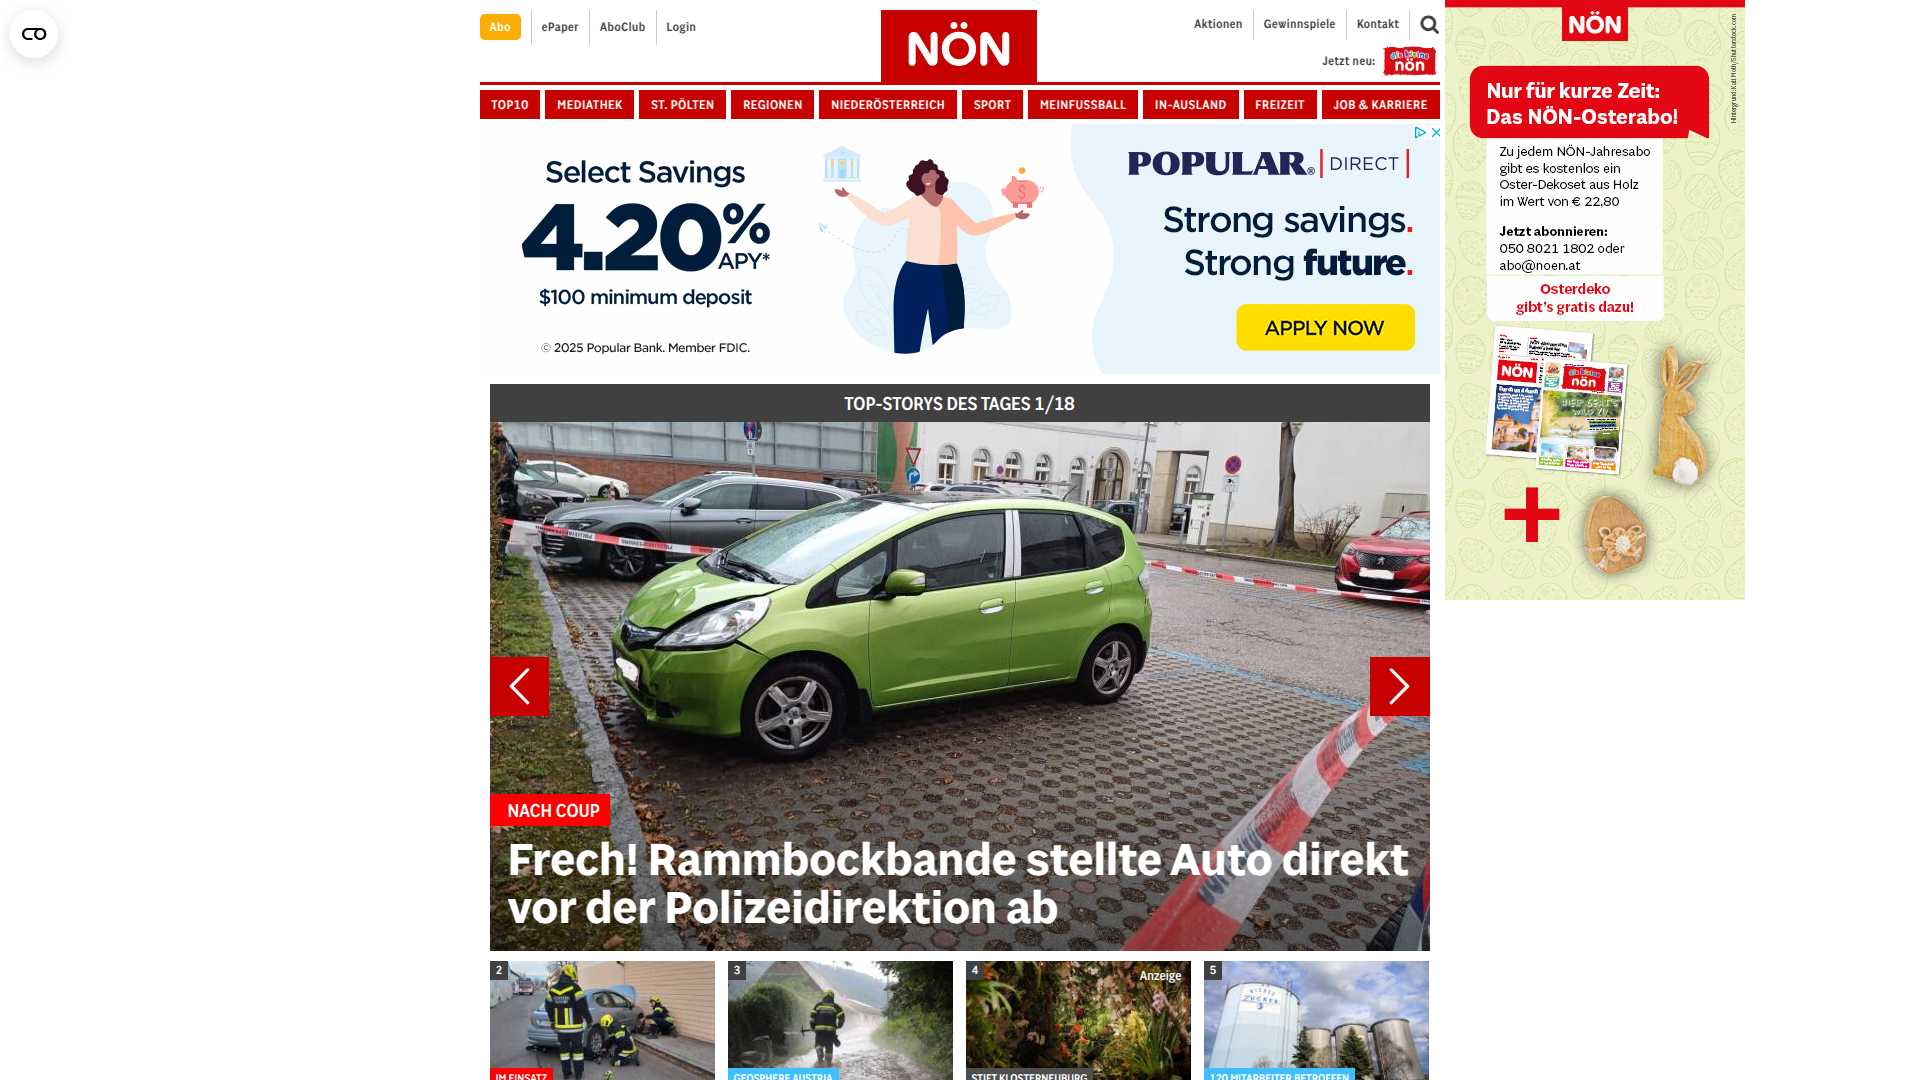 Abo
ePaper
AboClub
Login
NÖN
Aktionen
Gewinnspiele
Kontakt
Jetzt neu:
die kleine
nön
TOP10
MEDIATHEK
ST. PÖLTEN
REGIONEN
NIEDERÖSTERREICH
SPORT
MEINFUSSBALL
IN-AUSLAND
FREIZEIT
JOB & KARRIERE
Select Savings
4.20%
APY*
$100 minimum deposit
© 2025 Popular Bank. Member FDIC.
POPULAR® DIRECT
Strong savings.
Strong future.
APPLY NOW
NÖN
Nur für kurze Zeit:
Das NÖN-Osterabo!
Zu jedem NÖN-Jahresabo
gibt es kostenlos ein
Oster-Dekoset aus Holz
im Wert von € 22,80
Jetzt abonnieren:
050 8021 1802 oder
abo@noen.at
Osterdeko
gibt's gratis dazu!
NÖN
die kleine
nön
+
TOP-STORYS DES TAGES 1/18
NACH COUP
Frech! Rammbockbande stellte Auto direkt
vor der Polizeidirektion ab
2
IM EINSATZ
3
GEOSPHERE AUSTRIA
4
Anzeige
STIFT KLOSTERNEUBURG
5
WIENER
ZUCKER
120 MITARBEITER BETROFFEN